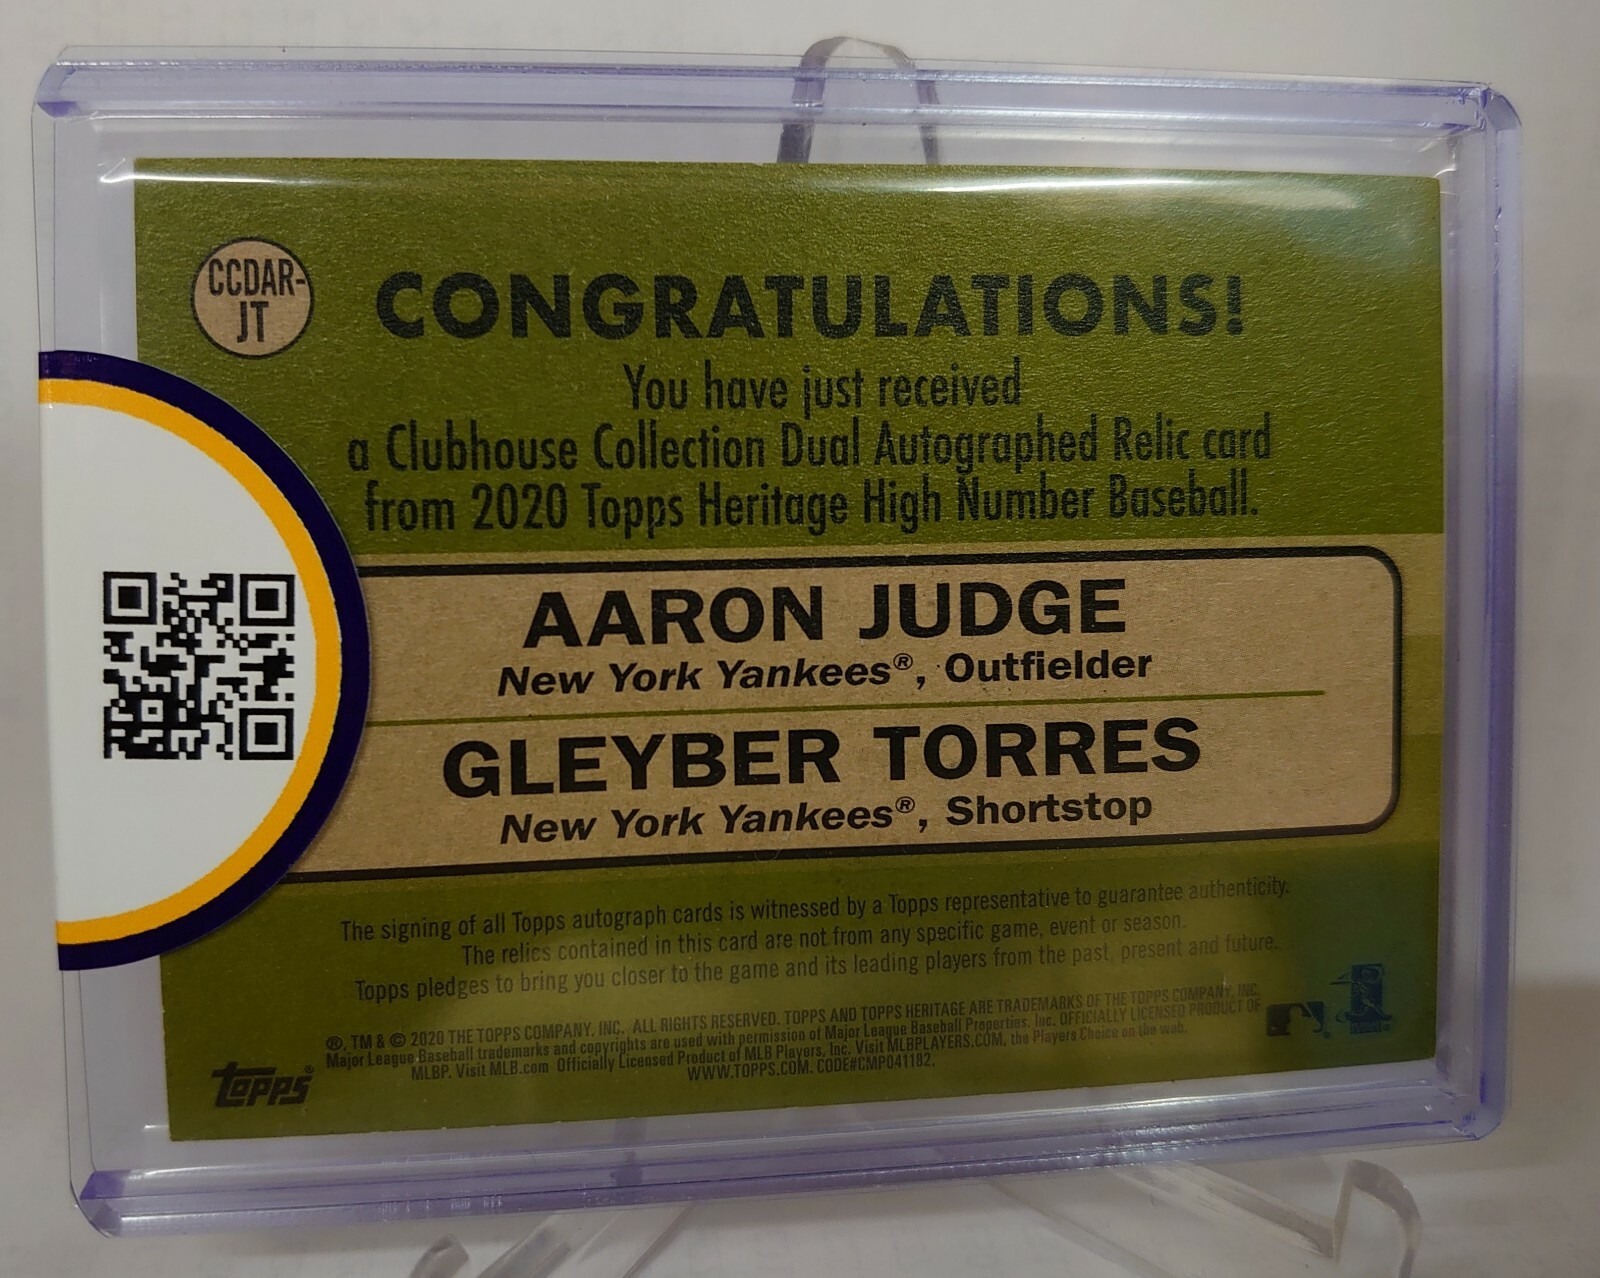 CCDAR-
JT
CONGRATULATIONS!
You have just received
a Clubhouse Collection Dual Autographed Relic card
from 2020 Topps Heritage High Number Baseball.
AARON JUDGE
New York Yankees®, Outfielder
GLEYBER TORRES
New York Yankees®, Shortstop
The signing of all Topps autograph cards is witnessed by a Topps representative to guarantee authenticity.
The relics contained in this card are not from any specific game, event or season.
Topps pledges to bring you closer to the game and its leading players from the past, present and future.
®, TM & © 2020 THE TOPPS COMPANY, INC. ALL RIGHTS RESERVED. TOPPS AND TOPPS HERITAGE ARE TRADEMARKS OF THE TOPPS COMPANY, INC.
Major League Baseball trademarks and copyrights are used with permission of Major League Baseball Properties, Inc. OFFICIALLY LICENSED PRODUCT OF
MLBP. Visit MLB.com Officially Licensed Product of MLB Players, Inc. Visit MLBPLAYERS.COM, the Players Choice on the web.
WWW.TOPPS.COM. CODE#CMP041182.
topps®